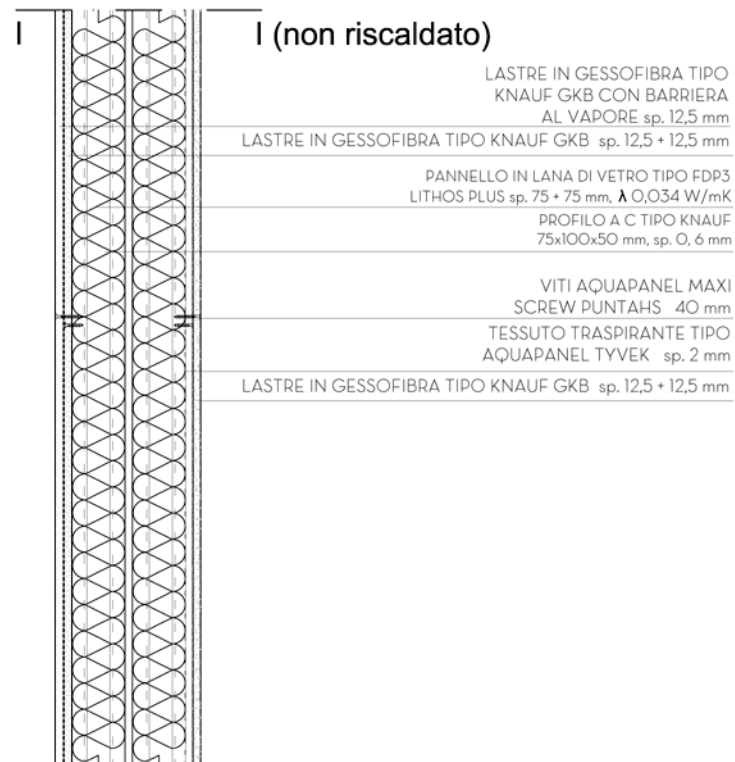 I
I (non riscaldato)
LASTRE IN GESSOFIBRA TIPO
KNAUF GKB CON BARRIERA
AL VAPORE sp. 12,5 mm
LASTRE IN GESSOFIBRA TIPO KNAUF GKB sp. 12,5 + 12,5 mm
PANNELLO IN LANA DI VETRO TIPO FDP3
LITHOS PLUS sp. 75 + 75 mm, λ 0,034 W/mK
PROFILO A C TIPO KNAUF
75x100x50 mm, sp. 0, 6 mm
VITI AQUAPANEL MAXI
SCREW PUNTAHS 40 mm
TESSUTO TRASPIRANTE TIPO
AQUAPANEL TYVEK sp. 2 mm
LASTRE IN GESSOFIBRA TIPO KNAUF GKB sp. 12,5 + 12,5 mm